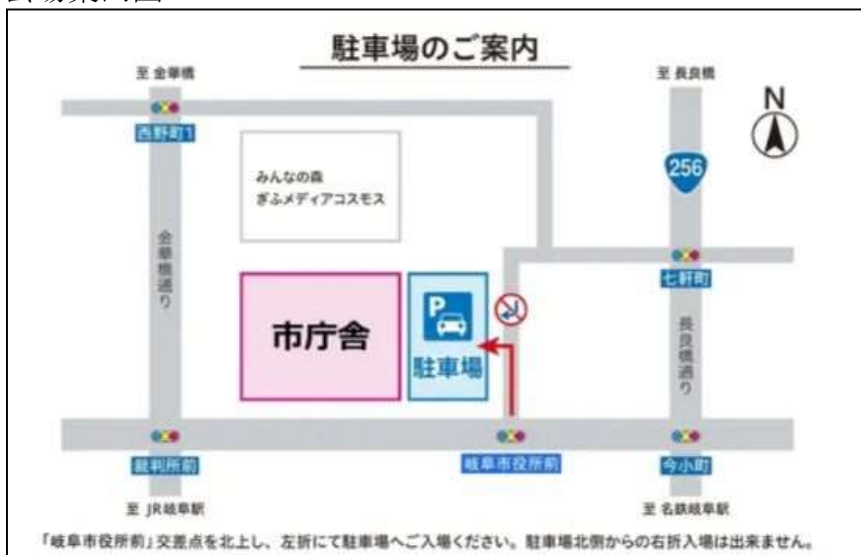 駐車場のご案内
至 金華橋
至 長良橋
N
西野町1
256
みんなの森
ぎふメディアコスモス
金華橋通り
七軒町
P
市庁舎
駐車場
長良橋通り
裁判所前
岐阜市役所前
今小町
至 JR岐阜駅
至 名鉄岐阜駅
「岐阜市役所前」交差点を北上し、左折にて駐車場へご入場ください。駐車場北側からの右折入場は出来ません。